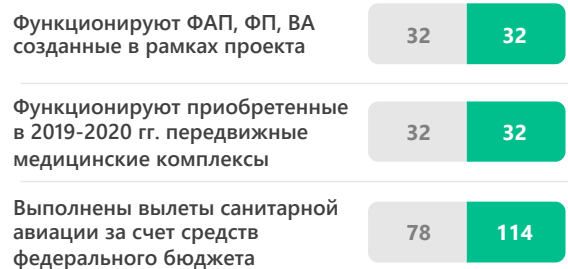 Функционируют ФАП, ФП, ВА
созданные в рамках проекта
32 32
Функционируют приобретенные
в 2019-2020 гг. передвижные
медицинские комплексы
32 32
Выполнены вылеты санитарной
авиации за счет средств
федерального бюджета
78 114